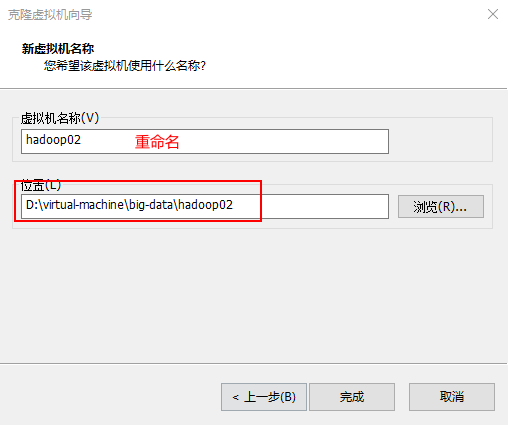 克隆虚拟机向导
新虚拟机名称
您希望该虚拟机使用什么名称?
虚拟机名称(V)
hadoop02 重命名
位置(L)
D:\virtual-machine\big-data\hadoop02
浏览(R)...
< 上一步(B) 完成 取消